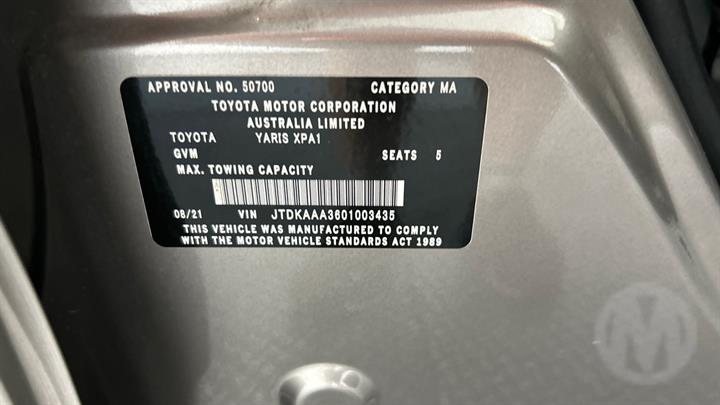 APPROVAL NO. 50700 CATEGORY MA
TOYOTA MOTOR CORPORATION
AUSTRALIA LIMITED
TOYOTA YARIS XPA1
GVM SEATS 5
MAX. TOWING CAPACITY
08/21 VIN JTDKAAA3601003435
THIS VEHICLE WAS MANUFACTURED TO COMPLY
WITH THE MOTOR VEHICLE STANDARDS ACT 1989
M